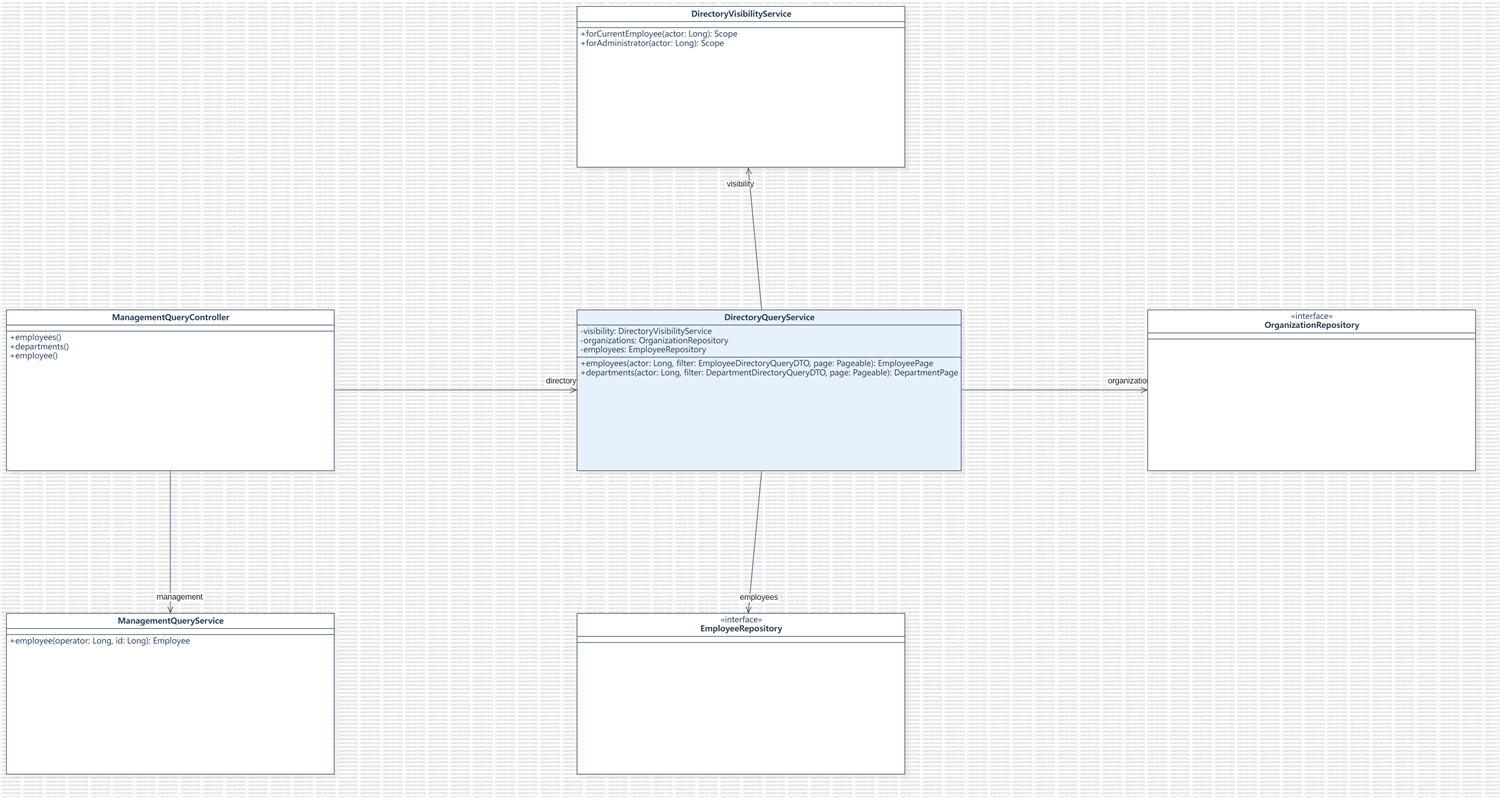 DirectoryVisibilityService
+forCurrentEmployee(actor: Long): Scope
+forAdministrator(actor: Long): Scope
visibility
ManagementQueryController
+employees()
+departments()
+employee()
directory
DirectoryQueryService
-visibility: DirectoryVisibilityService
-organizations: OrganizationRepository
-employees: EmployeeRepository
+employees(actor: Long, filter: EmployeeDirectoryQueryDTO, page: Pageable): EmployeePage
+departments(actor: Long, filter: DepartmentDirectoryQueryDTO, page: Pageable): DepartmentPage
organization
«interface»
OrganizationRepository
management
ManagementQueryService
+employee(operator: Long, id: Long): Employee
employees
«interface»
EmployeeRepository